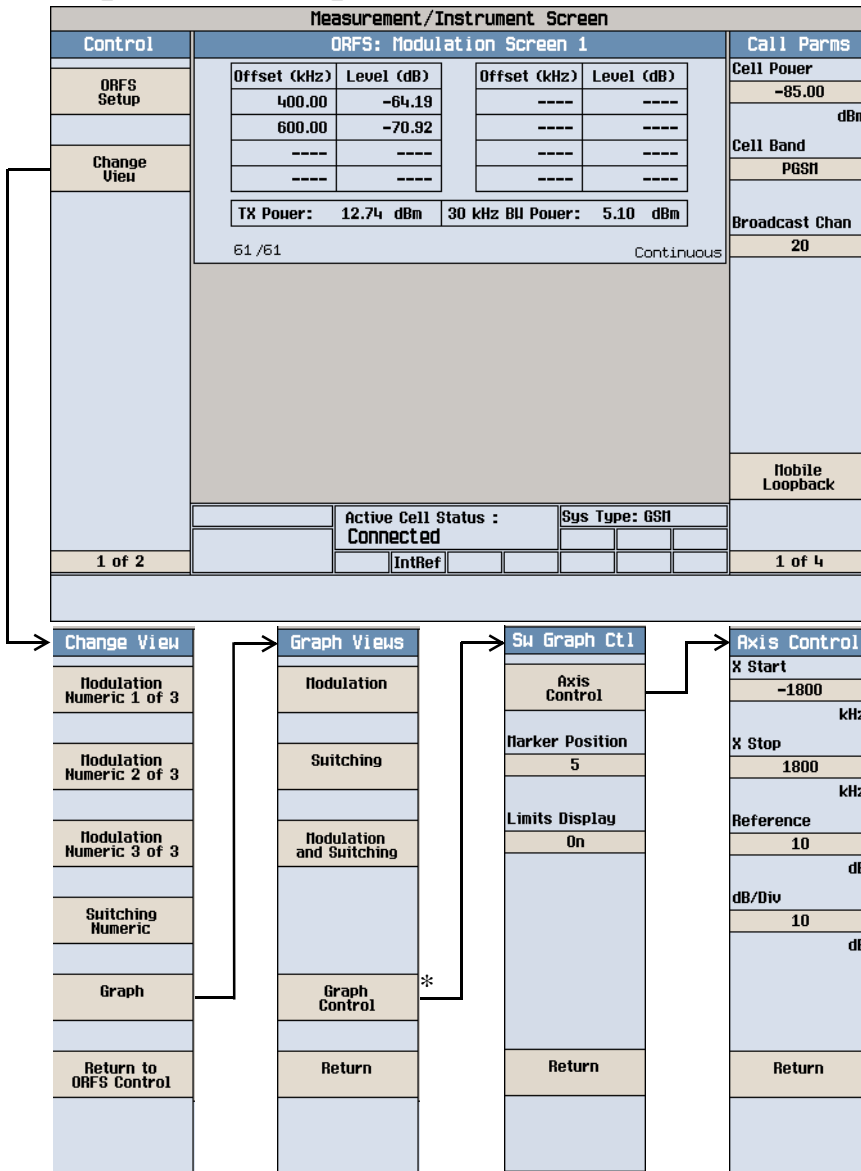 Measurement/Instrument Screen
Control
ORFS: Modulation Screen 1
Call Parms
ORFS
Setup
Change
View
1 of 2
Offset (kHz) Level (dB) Offset (kHz) Level (dB)
400.00 -64.19 ---- ----
600.00 -70.92 ---- ----
---- ---- ---- ----
---- ---- ---- ----
TX Power: 12.74 dBm 30 kHz BW Power: 5.10 dBm
61/61 Continuous
Active Cell Status :
Connected
Sys Type: GSM
IntRef
Cell Power
-85.00
dBm
Cell Band
PGSM
Broadcast Chan
20
Mobile
Loopback
1 of 4
Change View
Modulation
Numeric 1 of 3
Modulation
Numeric 2 of 3
Modulation
Numeric 3 of 3
Switching
Numeric
Graph
Return to
ORFS Control
Graph Views
Modulation
Switching
Modulation
and Switching
Graph
Control
*
Return
Sw Graph Ctl
Axis
Control
Marker Position
5
Limits Display
On
Return
Axis Control
X Start
-1800
kHz
X Stop
1800
kHz
Reference
10
dB
dB/Div
10
dB
Return